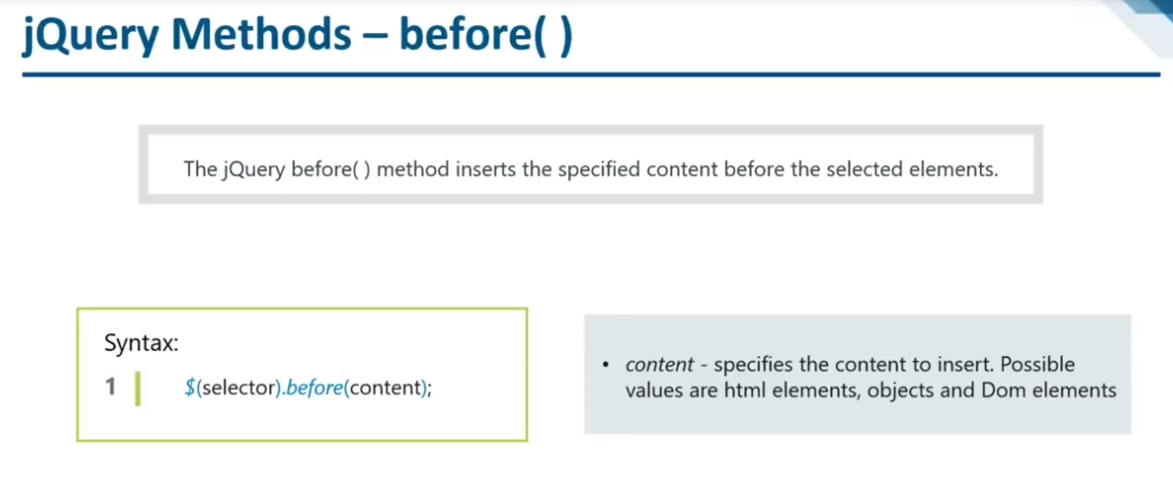 jQuery Methods – before( )
The jQuery before( ) method inserts the specified content before the selected elements.
Syntax:
1 $(selector).before(content);
• content - specifies the content to insert. Possible
values are html elements, objects and Dom elements